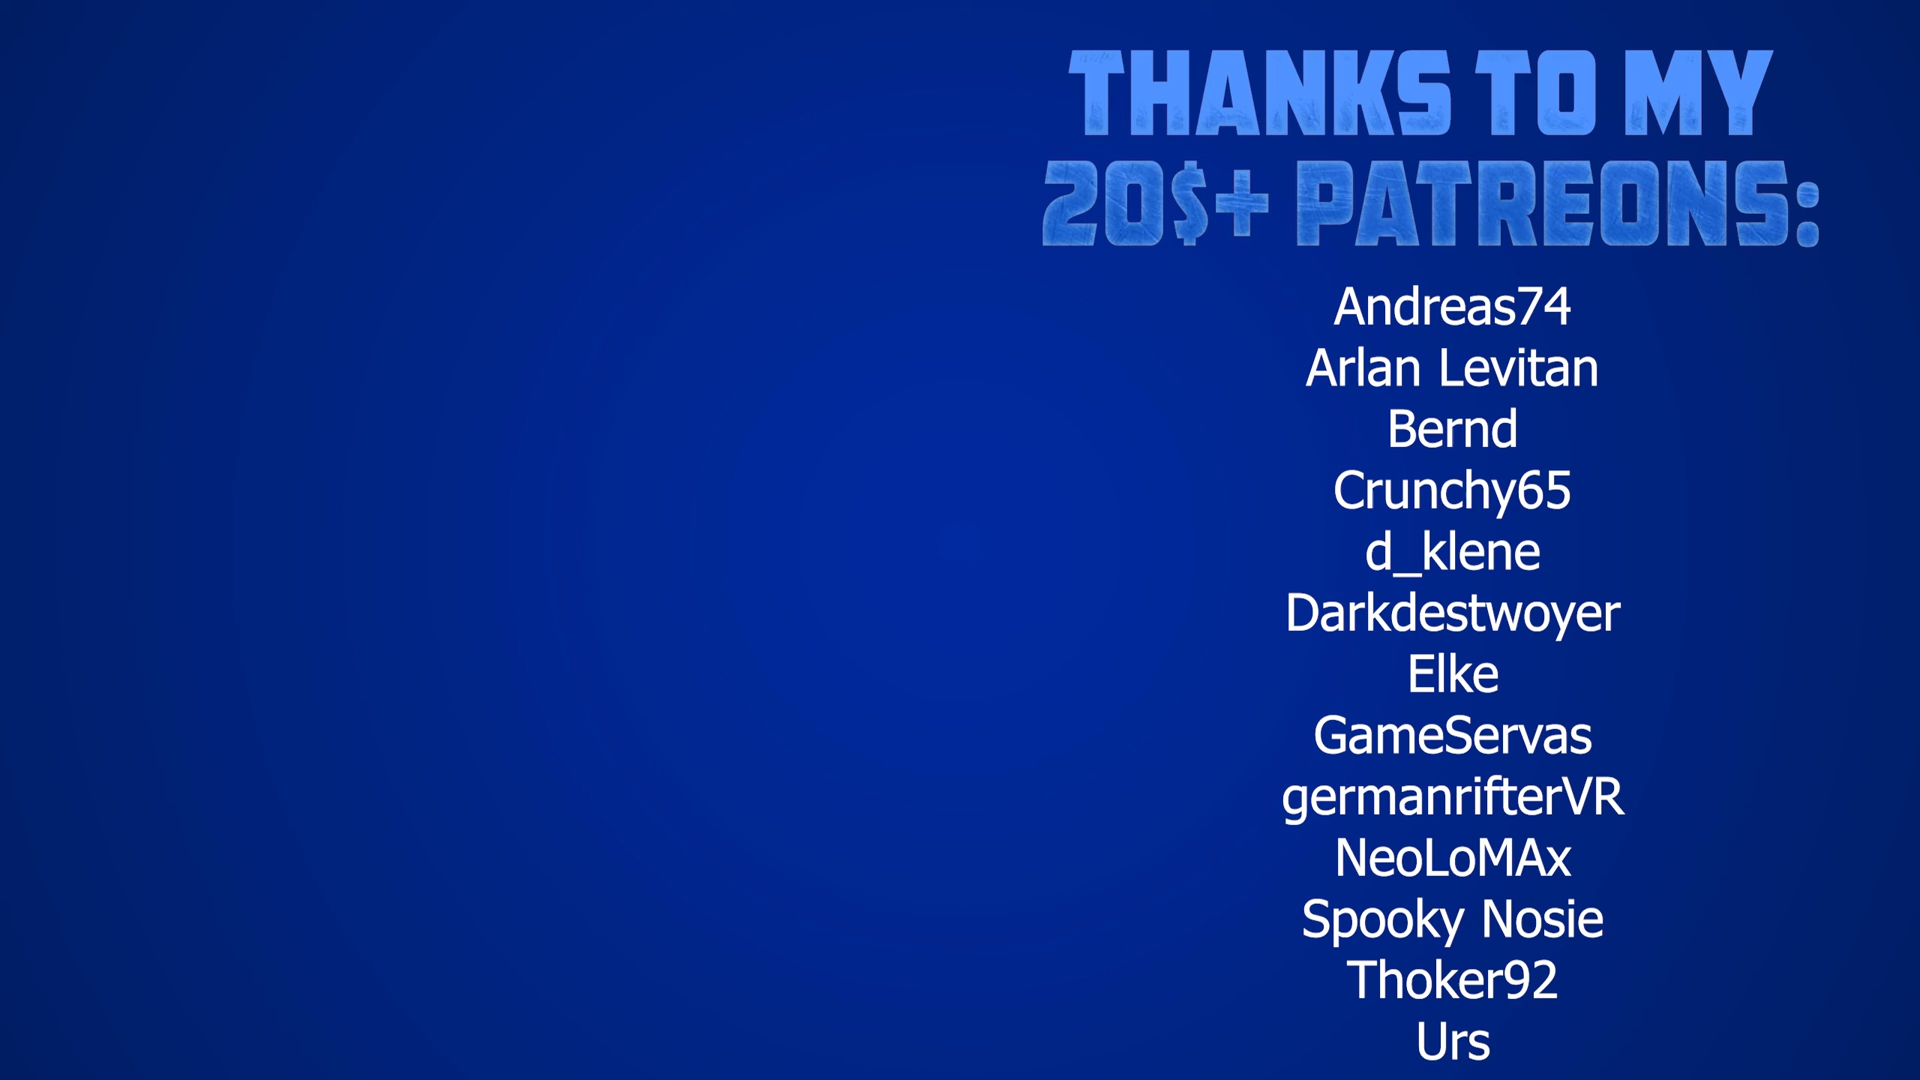 THANKS TO MY
20$+ PATREONS:
Andreas74
Arlan Levitan
Bernd
Crunchy65
d_klene
Darkdestwoyer
Elke
GameServas
germanrifterVR
NeoLoMAx
Spooky Nosie
Thoker92
Urs